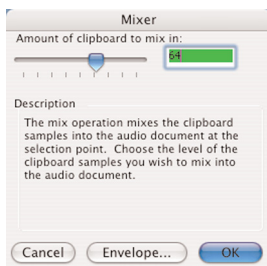 Mixer
Amount of clipboard to mix in:
64
Description
The mix operation mixes the clipboard
samples into the audio document at the
selection point. Choose the level of the
clipboard samples you wish to mix into
the audio document.
Cancel Envelope... OK